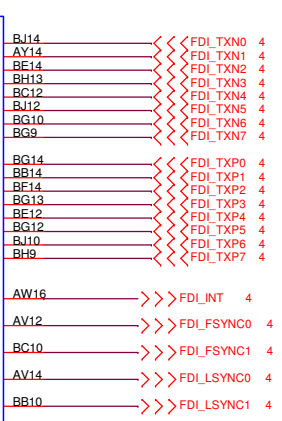 BJ14 FDI_TXN0 4
AY14 FDI_TXN1 4
BE14 FDI_TXN2 4
BH13 FDI_TXN3 4
BC12 FDI_TXN4 4
BJ12 FDI_TXN5 4
BG10 FDI_TXN6 4
BG9 FDI_TXN7 4
BG14 FDI_TXP0 4
BB14 FDI_TXP1 4
BF14 FDI_TXP2 4
BG13 FDI_TXP3 4
BE12 FDI_TXP4 4
BG12 FDI_TXP5 4
BJ10 FDI_TXP6 4
BH9 FDI_TXP7 4
AW16 FDI_INT 4
AV12 FDI_FSYNC0 4
BC10 FDI_FSYNC1 4
AV14 FDI_LSYNC0 4
BB10 FDI_LSYNC1 4